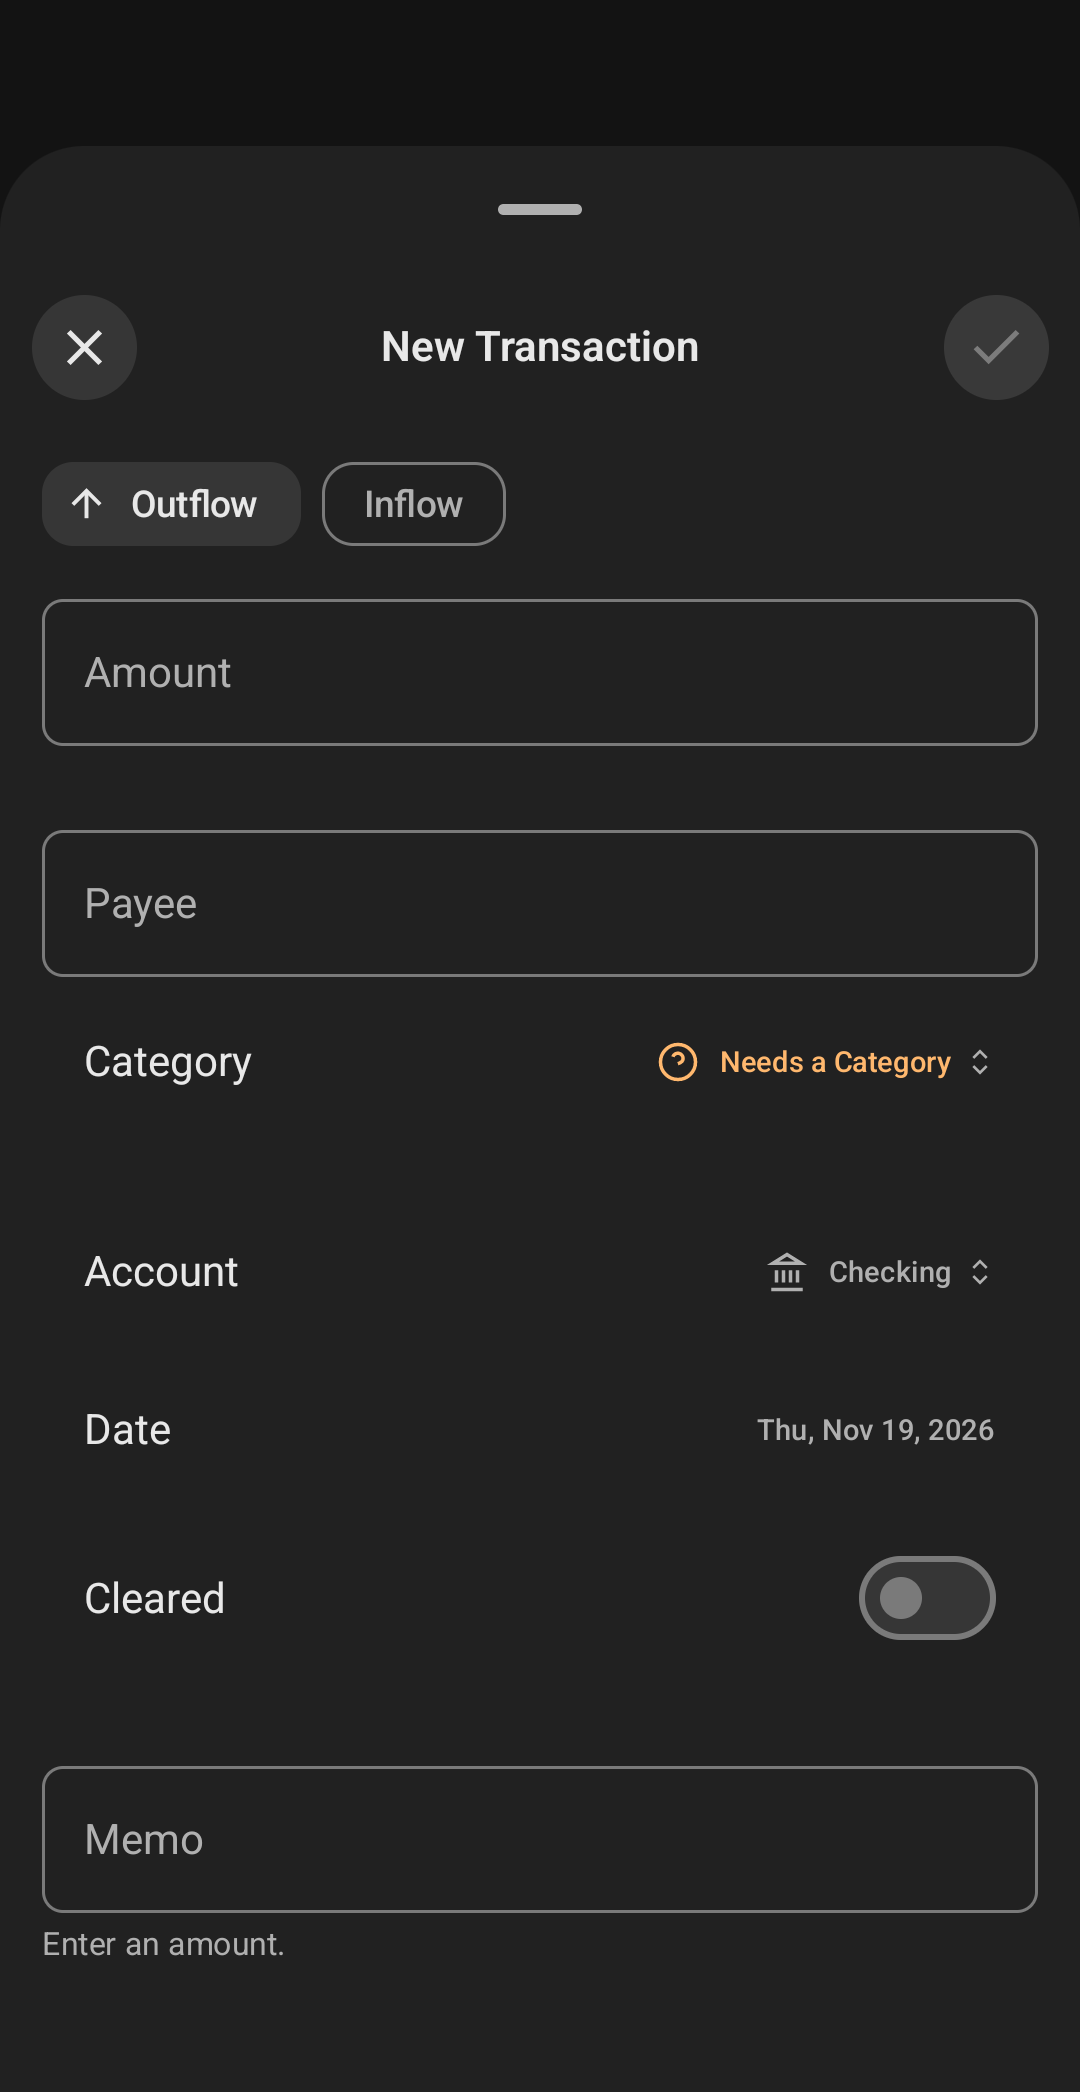 New Transaction
Outflow
Inflow
Amount
Payee
Category
Needs a Category
Account
Checking
Date
Thu, Nov 19, 2026
Cleared
Memo
Enter an amount.